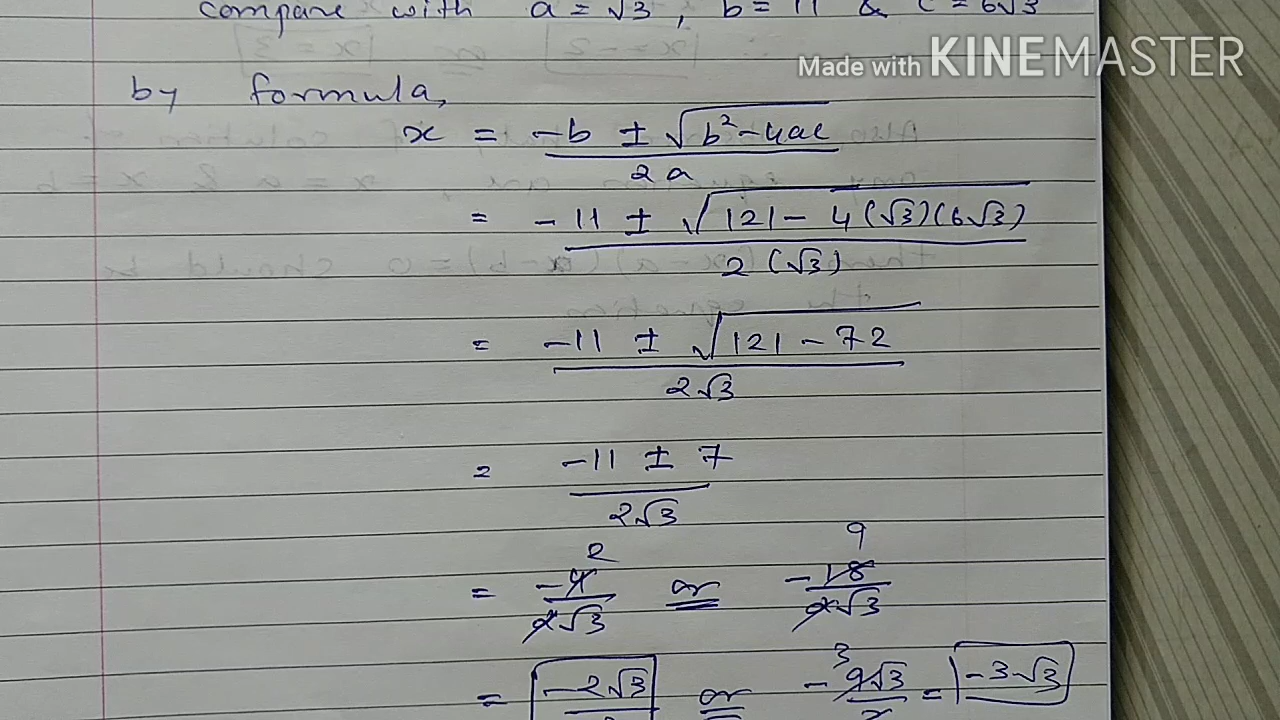 compare with a = √3, b = 11 & c = 6√3
Made with KINEMASTER
by formula,
x = -b ± √b²-4ac
2a
= -11 ± √121 - 4(√3)(6√3)
2(√3)
= -11 ± √121 - 72
2√3
= -11 ± 7
2√3
2 9
= -4 or -18
2√3 2√3
3
= -2√3 or - 9√3 = -3√3